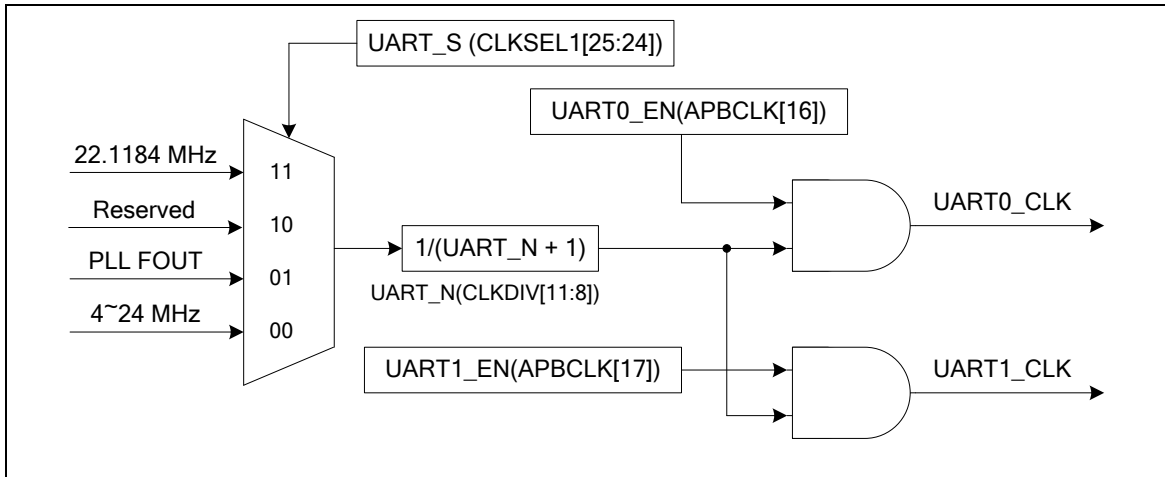 UART_S (CLKSEL1[25:24])
UART0_EN(APBCLK[16])
22.1184 MHz
11
Reserved
10
PLL FOUT
01
4~24 MHz
00
1/(UART_N + 1)
UART_N(CLKDIV[11:8])
UART0_CLK
UART1_EN(APBCLK[17])
UART1_CLK